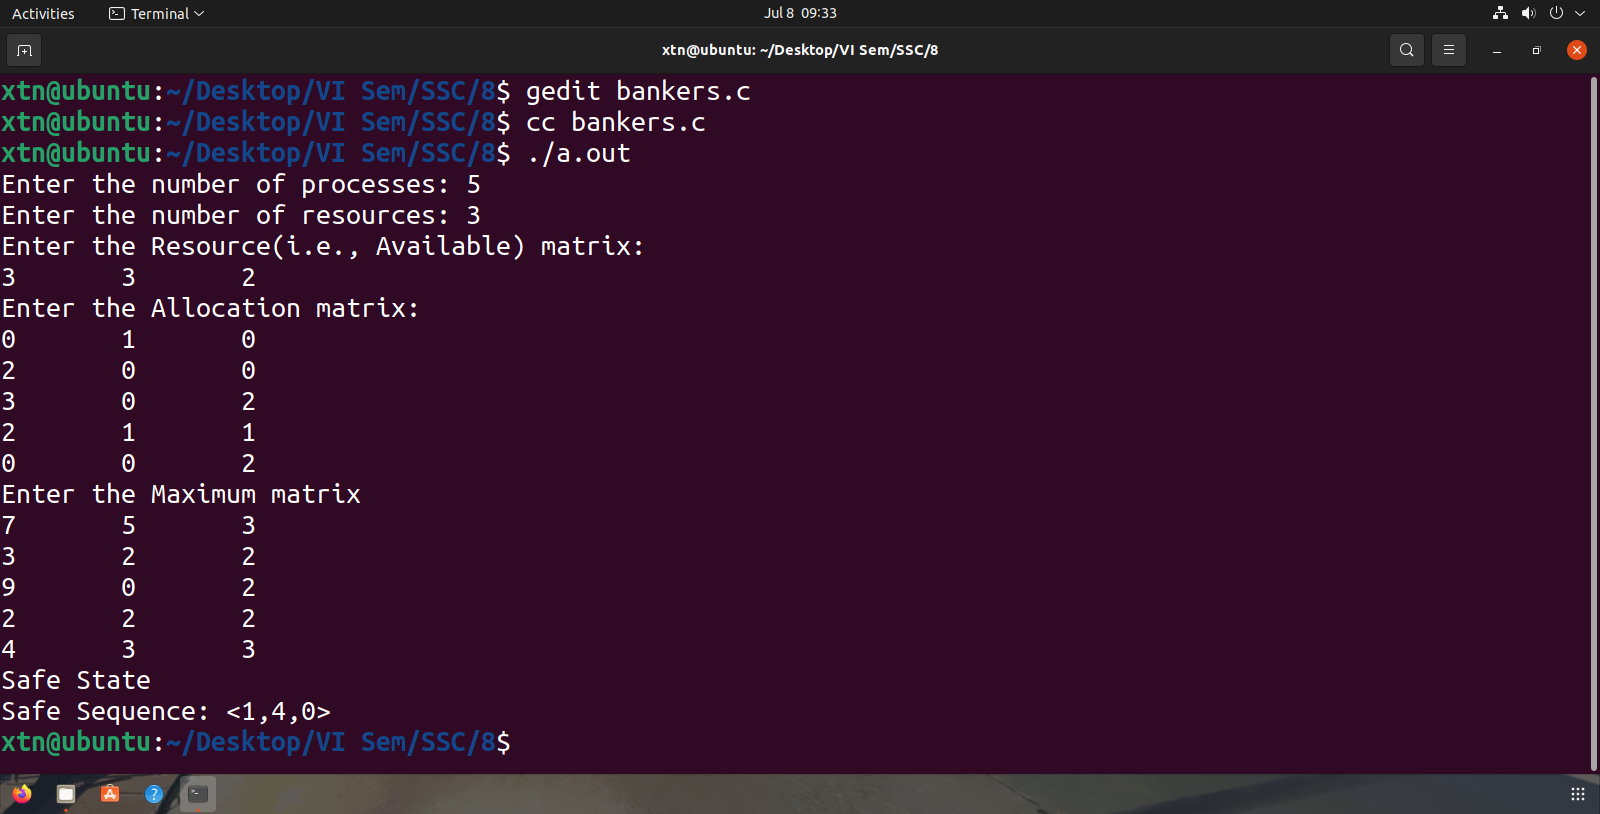 Activities Terminal Jul 8 09:33
xtn@ubuntu: ~/Desktop/VI Sem/SSC/8
xtn@ubuntu:~/Desktop/VI Sem/SSC/8$ gedit bankers.c
xtn@ubuntu:~/Desktop/VI Sem/SSC/8$ cc bankers.c
xtn@ubuntu:~/Desktop/VI Sem/SSC/8$ ./a.out
Enter the number of processes: 5
Enter the number of resources: 3
Enter the Resource(i.e., Available) matrix:
3 3 2
Enter the Allocation matrix:
0 1 0
2 0 0
3 0 2
2 1 1
0 0 2
Enter the Maximum matrix
7 5 3
3 2 2
9 0 2
2 2 2
4 3 3
Safe State
Safe Sequence: <1,4,0>
xtn@ubuntu:~/Desktop/VI Sem/SSC/8$